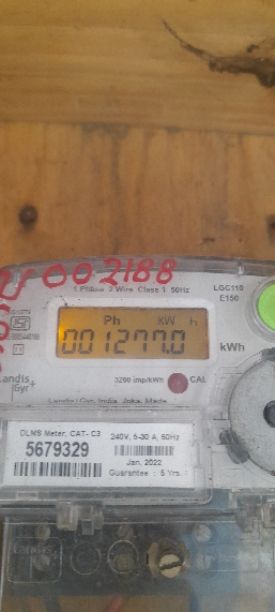 002188
1 Phase 2 Wire Class 1 50Hz
LGC110
E150
Ph KW h
001277.0
kWh
3200 imp/kWh
CAL
Landis
Gyr+
Landis+Gyr, India, Joka, Made
DLMS Meter, CAT- C3
5679329
240V, 5-30 A, 50Hz
Jan, 2022
Guarantee : 5 Yrs.